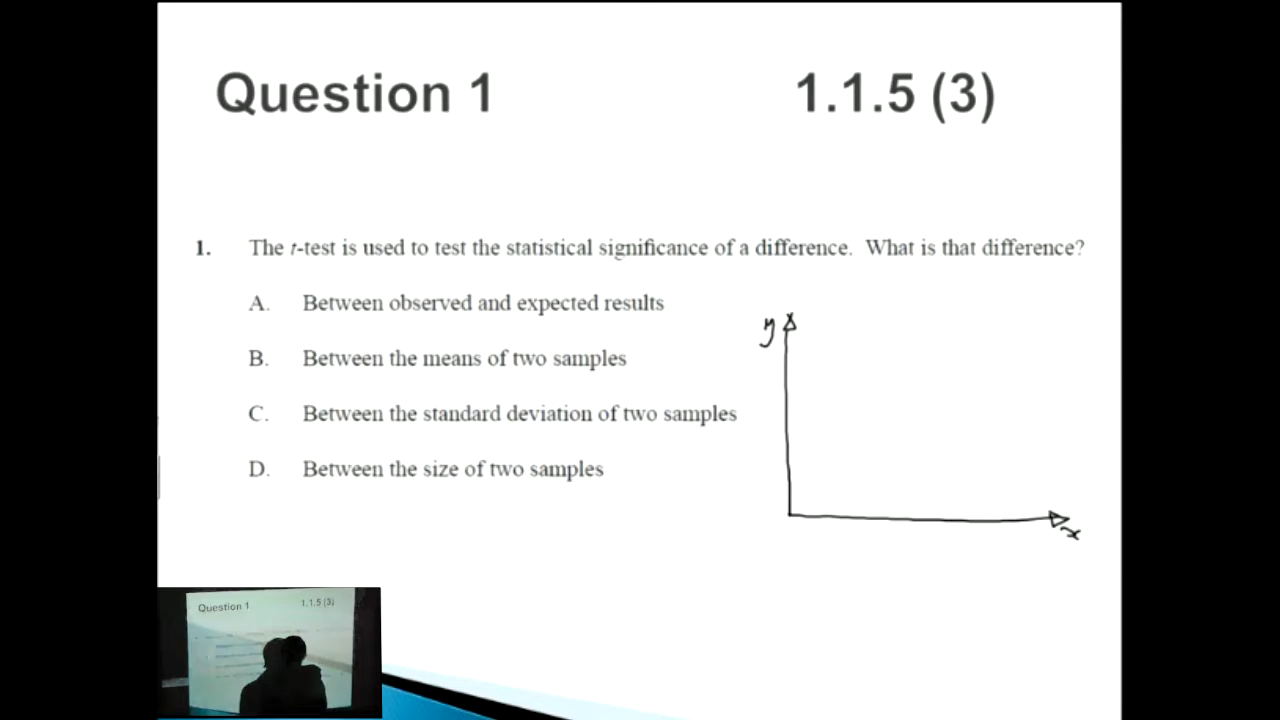 Question 1 1.1.5 (3)
1. The t-test is used to test the statistical significance of a difference. What is that difference?
A. Between observed and expected results
B. Between the means of two samples
C. Between the standard deviation of two samples
D. Between the size of two samples
y
x
Question 1 1.1.5 (3)